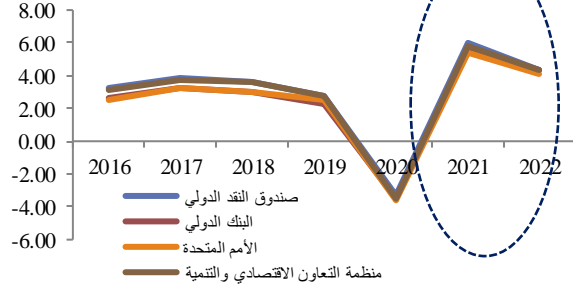 8.00
6.00
4.00
2.00
0.00
-2.00
-4.00
-6.00
2016 2017 2018 2019 2020 2021 2022
صندوق النقد الدولي
البنك الدولي
الأمم المتحدة
منظمة التعاون الاقتصادي والتنمية